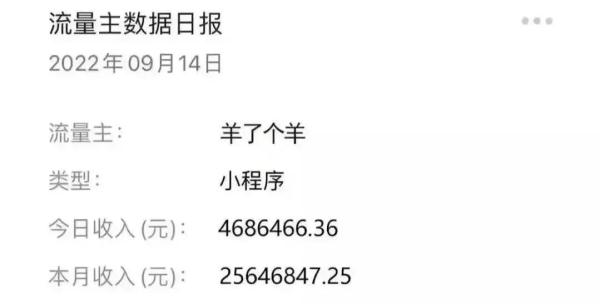 流量主数据日报
2022年09月14日
流量主: 羊了个羊
类型: 小程序
今日收入 (元): 4686466.36
本月收入 (元): 25646847.25